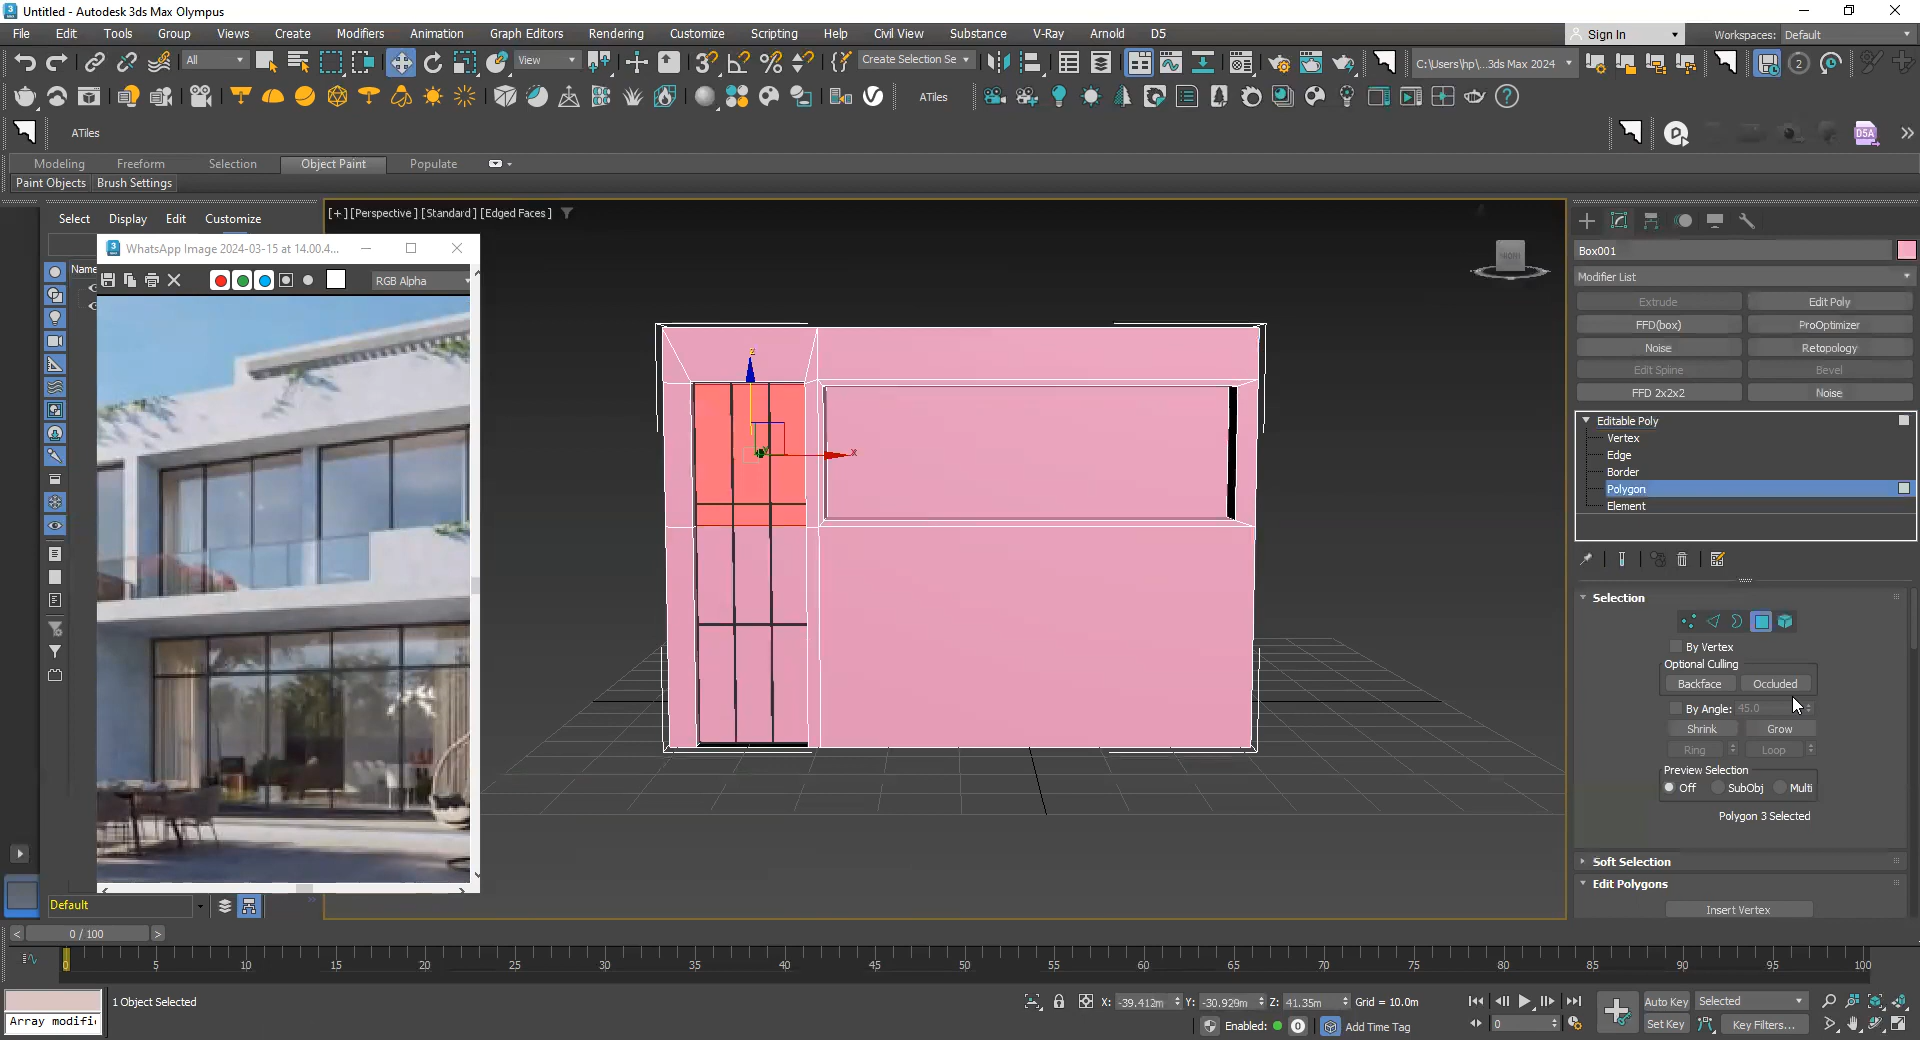 Untitled - Autodesk 3ds Max Olympus
File Edit Tools Group Views Create Modifiers Animation Graph Editors Rendering Customize Scripting Help Civil View Substance V-Ray Arnold D5
Sign In Workspaces: Default
All View Create Selection Se C:\Users\hp\...3ds Max 2024 2
ATiles
ATiles D5A
Modeling Freeform Selection Object Paint Populate
Paint Objects Brush Settings
Select Display Edit Customize
[+] [Perspective] [Standard] [Edged Faces]
WhatsApp Image 2024-03-15 at 14.00.4...
Name
RGB Alpha
FRONT
z
x
Box001
Modifier List
Extrude Edit Poly
FFD(box) ProOptimizer
Noise Retopology
Edit Spline Bevel
FFD 2x2x2 Noise
Editable Poly
Vertex
Edge
Border
Polygon
Element
Selection
By Vertex
Optional Culling
Backface Occluded
By Angle: 45.0
Shrink Grow
Ring Loop
Preview Selection
Off SubObj Multi
Polygon 3 Selected
Soft Selection
Edit Polygons
Insert Vertex
Default
0 / 100
0 5 10 15 20 25 30 35 40 45 50 55 60 65 70 75 80 85 90 95 100
1 Object Selected
X: -39.412m Y: -30.929m Z: 41.35m Grid = 10.0m
Auto Key Selected
Array modifi
Enabled: 0 Add Time Tag
0
Set Key Key Filters...